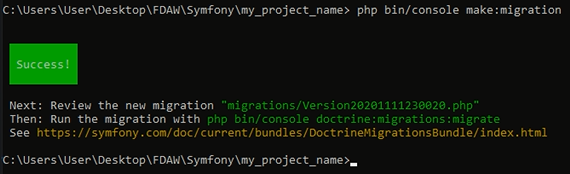 C:\Users\User\Desktop\FDAW\Symfony\my_project_name> php bin/console make:migration
Success!
Next: Review the new migration "migrations/Version20201111230020.php"
Then: Run the migration with php bin/console doctrine:migrations:migrate
See https://symfony.com/doc/current/bundles/DoctrineMigrationsBundle/index.html
C:\Users\User\Desktop\FDAW\Symfony\my_project_name>